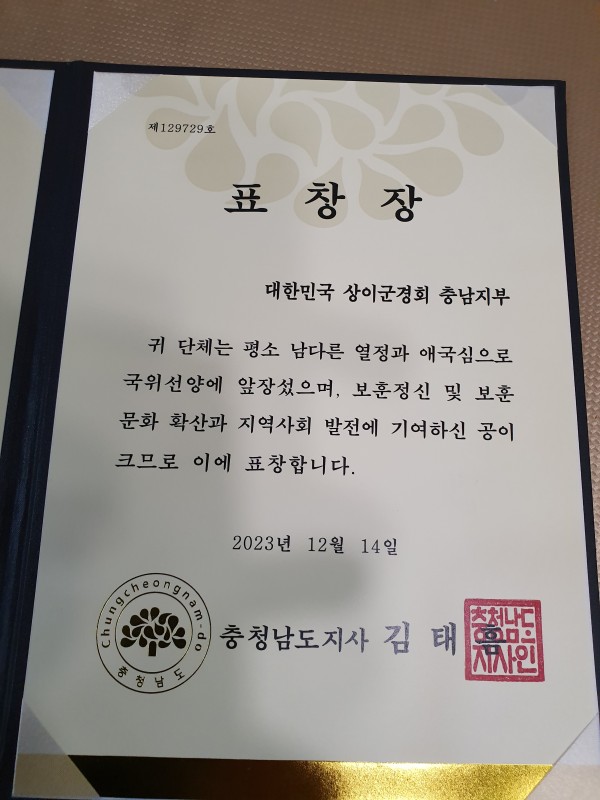 제129729호
표 창 장
대한민국 상이군경회 충남지부
귀 단체는 평소 남다른 열정과 애국심으로
국위선양에 앞장섰으며, 보훈정신 및 보훈
문화 확산과 지역사회 발전에 기여하신 공이
크므로 이에 표창합니다.
2023년 12월 14일
Chungcheongnam-do
충청남도
충청남도지사 김 태 흠
충청남도
지사인